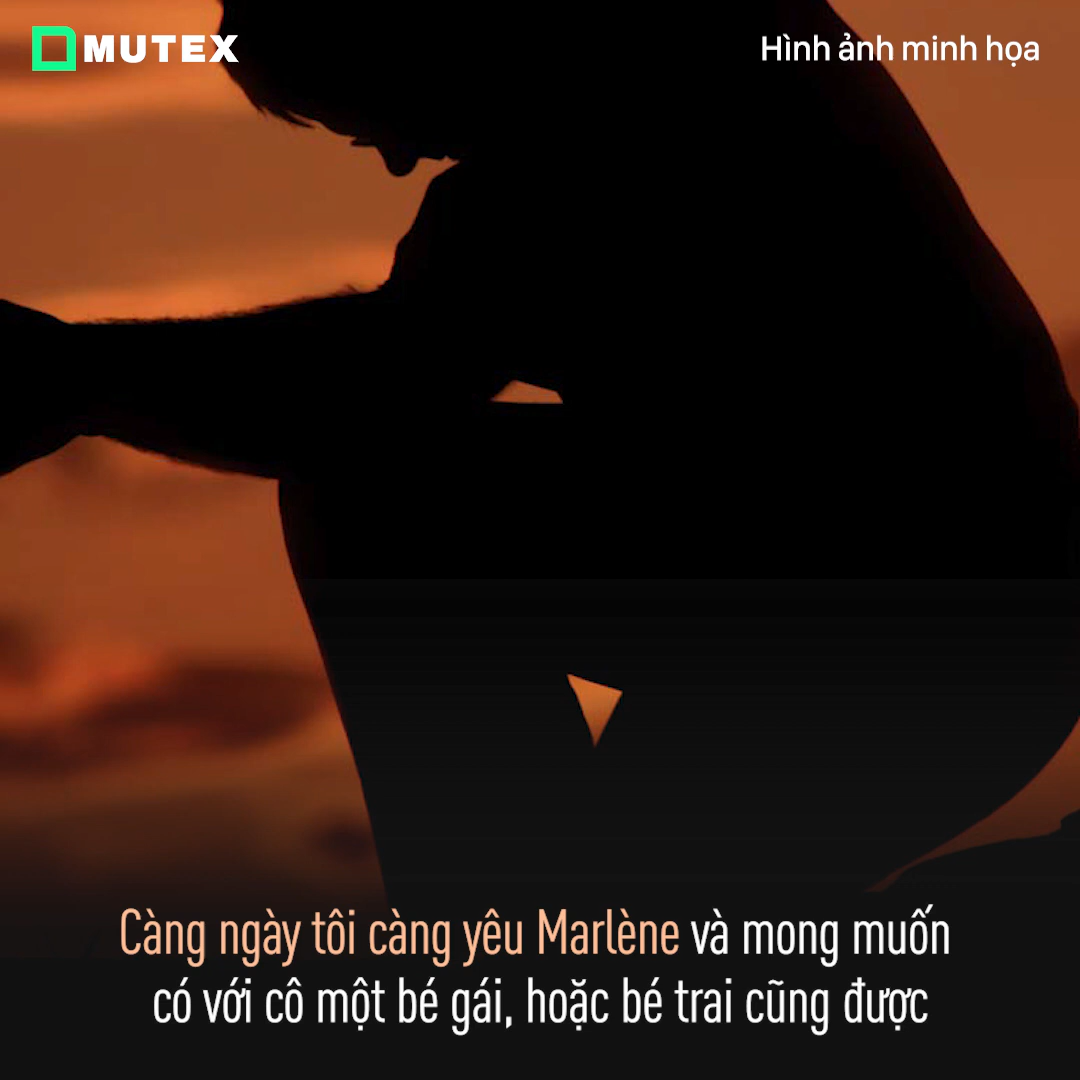 MUTEX
Hình ảnh minh họa
Càng ngày tôi càng yêu Marlène và mong muốn
có với cô một bé gái, hoặc bé trai cũng được